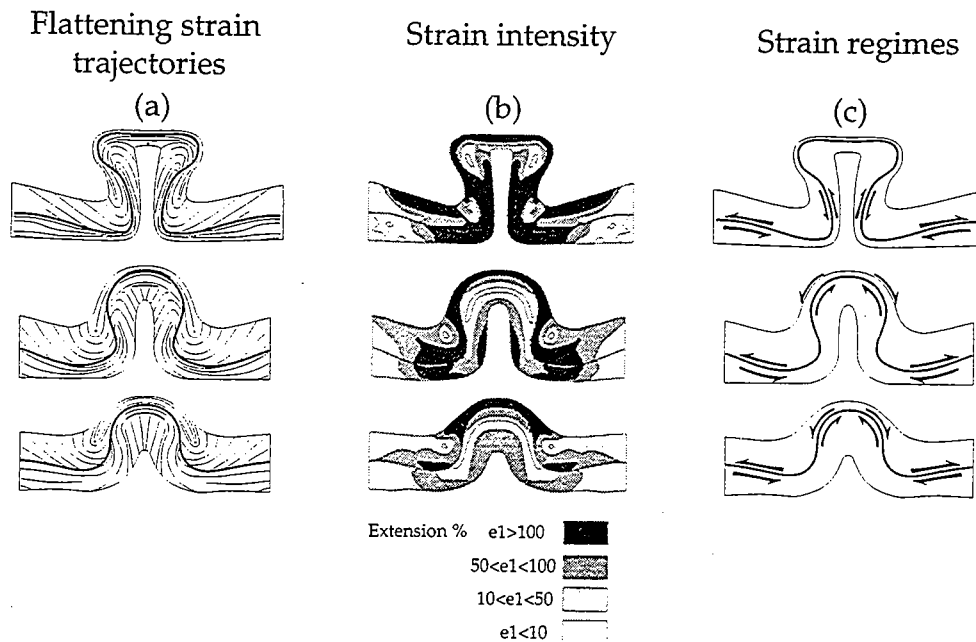 Flattening strain
trajectories
(a)
Strain intensity
(b)
Strain regimes
(c)
Extension % e1>100
50<e1<100
10<e1<50
e1<10